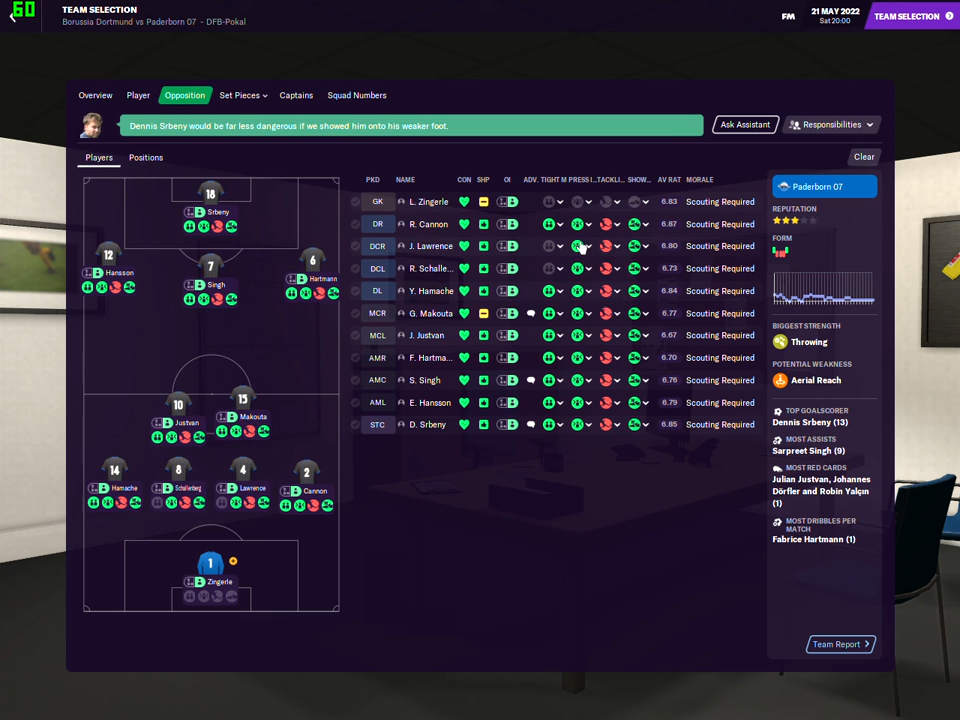 60
TEAM SELECTION
Borussia Dortmund vs Paderborn 07 - DFB-Pokal
FM
21 MAY 2022
Sat 20:00
TEAM SELECTION
Overview
Player
Opposition
Set Pieces
Captains
Squad Numbers
Dennis Srbeny would be far less dangerous if we showed him onto his weaker foot.
Ask Assistant
Responsibilities
Players
Positions
Clear
18
Srbeny
12
Hansson
7
Singh
6
Hartmann
10
Justvan
15
Makouta
14
Hamache
8
Schallenberg
4
Lawrence
2
Cannon
1
Zingerle
PKD NAME CON SHP OI ADV. TIGHT M PRESS I... TACKLI... SHOW... AV RAT MORALE
GK L. Zingerle 6.83 Scouting Required
DR R. Cannon 6.87 Scouting Required
DCR J. Lawrence 6.80 Scouting Required
DCL R. Schalle... 6.73 Scouting Required
DL Y. Hamache 6.84 Scouting Required
MCR G. Makouta 6.77 Scouting Required
MCL J. Justvan 6.67 Scouting Required
AMR F. Hartma... 6.70 Scouting Required
AMC S. Singh 6.76 Scouting Required
AML E. Hansson 6.79 Scouting Required
STC D. Srbeny 6.85 Scouting Required
Paderborn 07
REPUTATION
FORM
BIGGEST STRENGTH
Throwing
POTENTIAL WEAKNESS
Aerial Reach
TOP GOALSCORER
Dennis Srbeny (13)
MOST ASSISTS
Sarpreet Singh (9)
MOST RED CARDS
Julian Justvan, Johannes
Dörfler and Robin Yalçın
(1)
MOST DRIBBLES PER
MATCH
Fabrice Hartmann (1)
Team Report